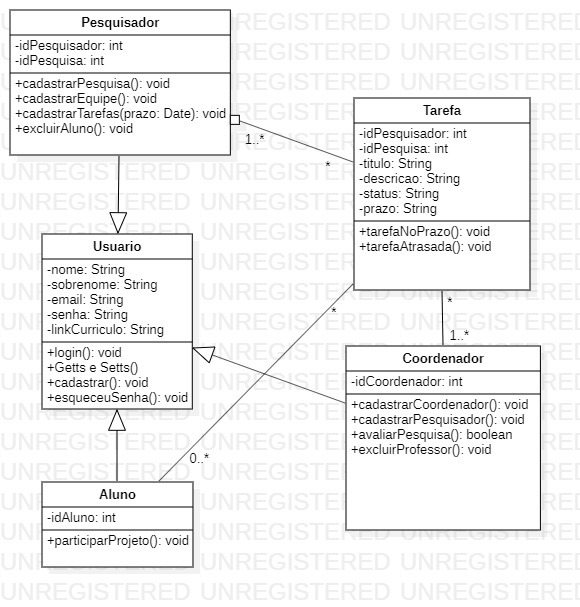 Pesquisador
-idPesquisador: int
-idPesquisa: int
+cadastrarPesquisa(): void
+cadastrarEquipe(): void
+cadastrarTarefas(prazo: Date): void
+excluirAluno(): void
1..*
*
Tarefa
-idPesquisador: int
-idPesquisa: int
-titulo: String
-descricao: String
-status: String
-prazo: String
+tarefaNoPrazo(): void
+tarefaAtrasada(): void
Usuario
-nome: String
-sobrenome: String
-email: String
-senha: String
-linkCurriculo: String
+login(): void
+Getts e Setts()
+cadastrar(): void
+esqueceuSenha(): void
*
*
1..*
Coordenador
-idCoordenador: int
+cadastrarCoordenador(): void
+cadastrarPesquisador(): void
+avaliarPesquisa(): boolean
+excluirProfessor(): void
0..*
Aluno
-idAluno: int
+participarProjeto(): void
UNREGISTERED